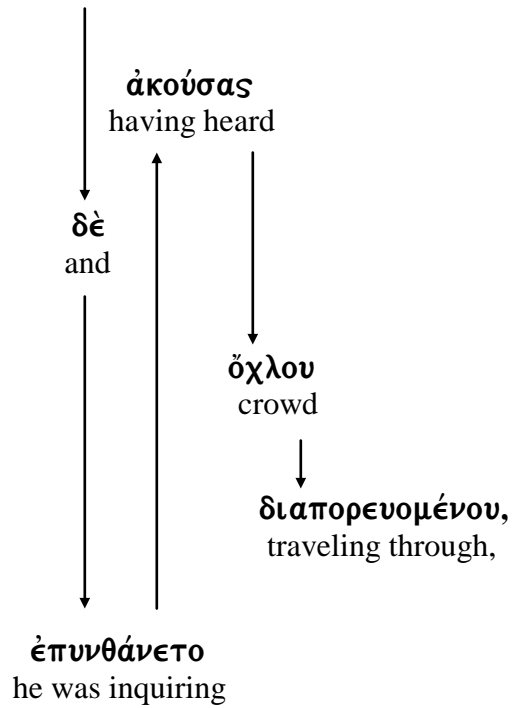 ἀκούσας
having heard
δὲ
and
ὄχλου
crowd
διαπορευομένου,
traveling through,
ἐπυνθάνετο
he was inquiring